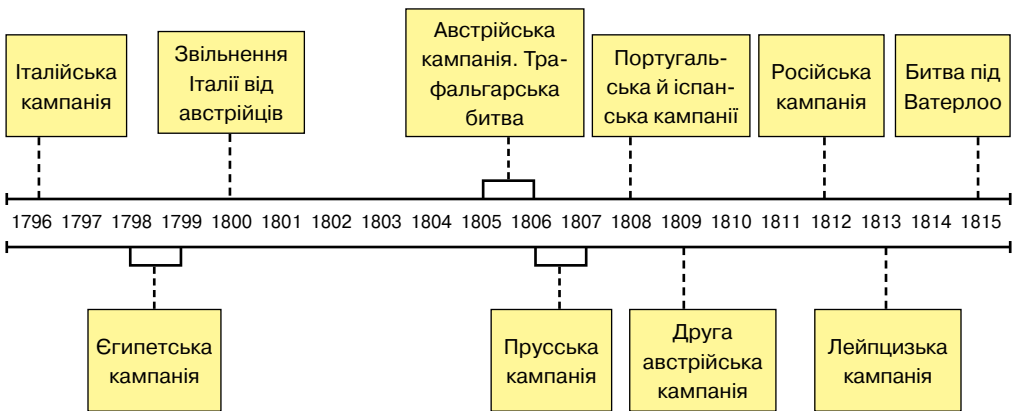 Італійська
кампанія
Звільнення
Італії від
австрійців
Австрійська
кампанія. Тра-
фальгарська
битва
Португаль-
ська й іспан-
ська кампанії
Російська
кампанія
Битва під
Ватерлоо
1796 1797 1798 1799 1800 1801 1802 1803 1804 1805 1806 1807 1808 1809 1810 1811 1812 1813 1814 1815
Єгипетська
кампанія
Прусська
кампанія
Друга
австрійська
кампанія
Лейпцизька
кампанія